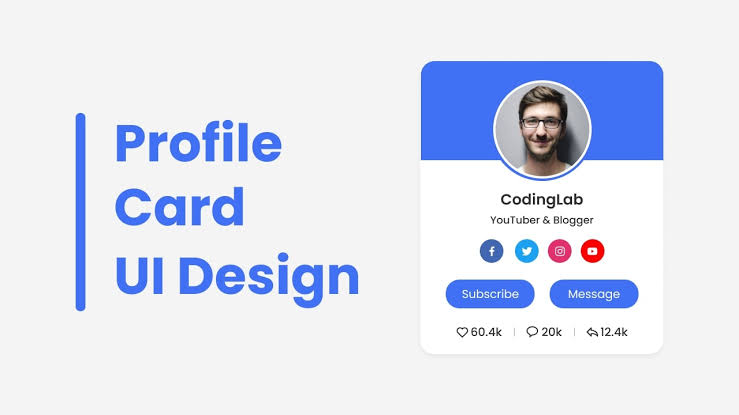 Profile
Card
UI Design
CodingLab
YouTuber & Blogger
Subscribe
Message
60.4k
20k
12.4k